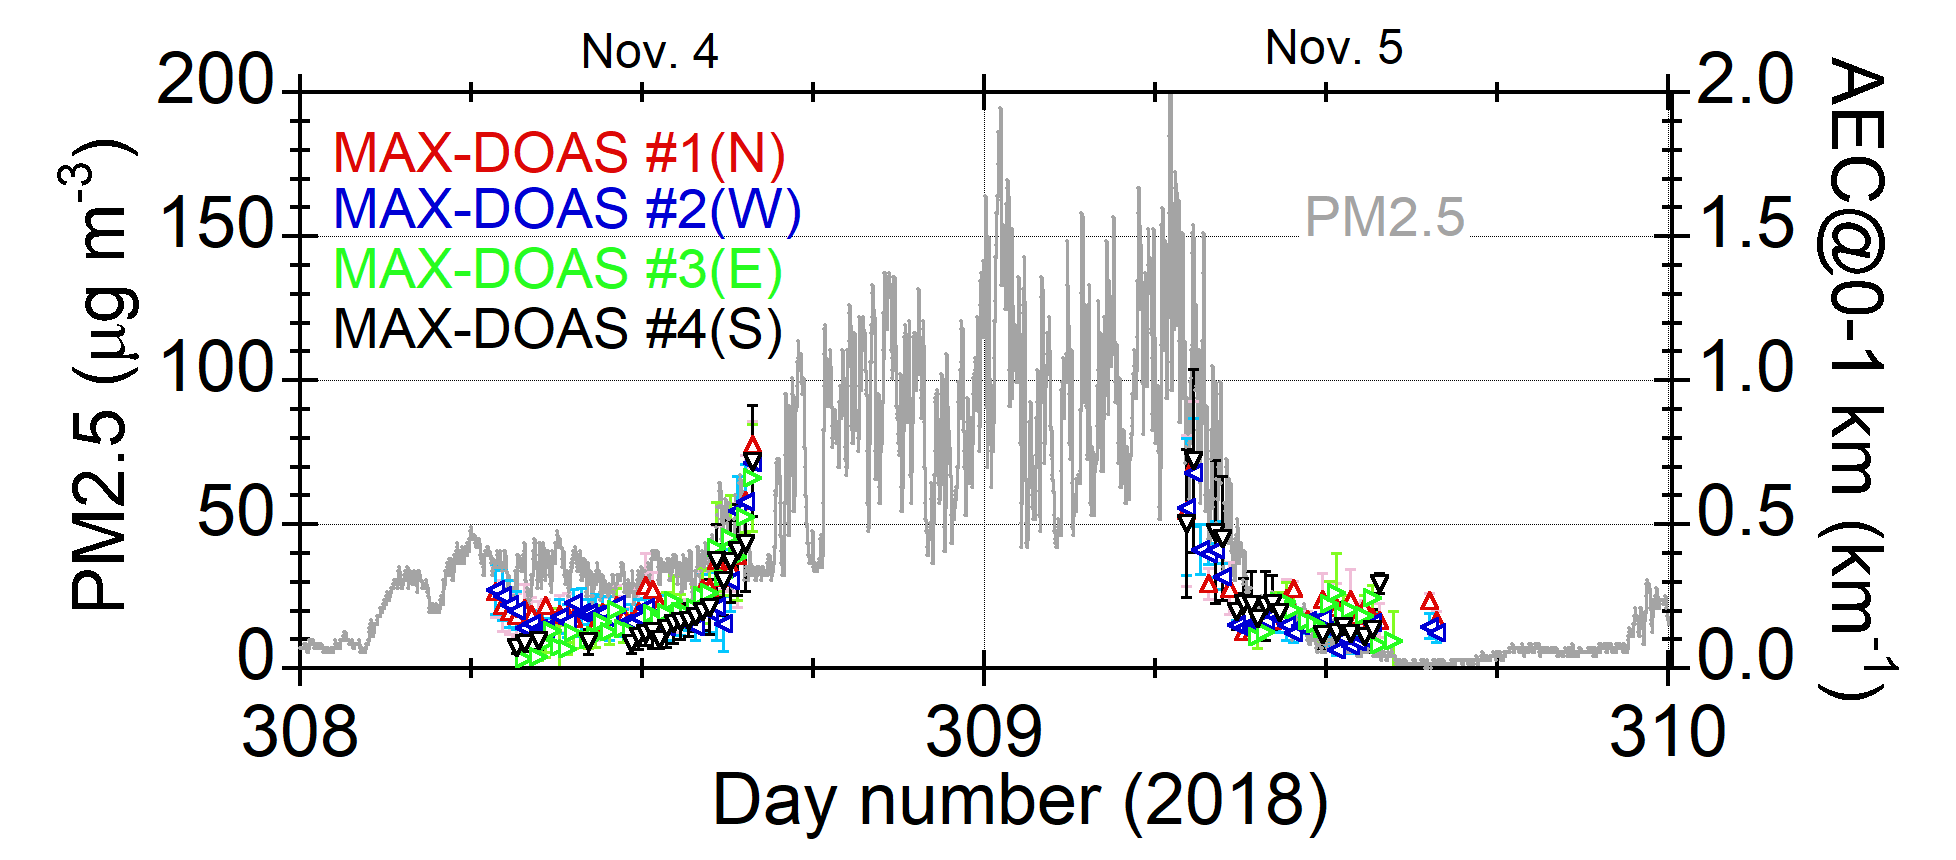 Nov. 4
Nov. 5
200
150
100
50
0
PM2.5 (μg m-3)
MAX-DOAS #1(N)
MAX-DOAS #2(W)
MAX-DOAS #3(E)
MAX-DOAS #4(S)
PM2.5
2.0
1.5
1.0
0.5
0.0
AEC@0-1 km (km-1)
308
309
310
Day number (2018)